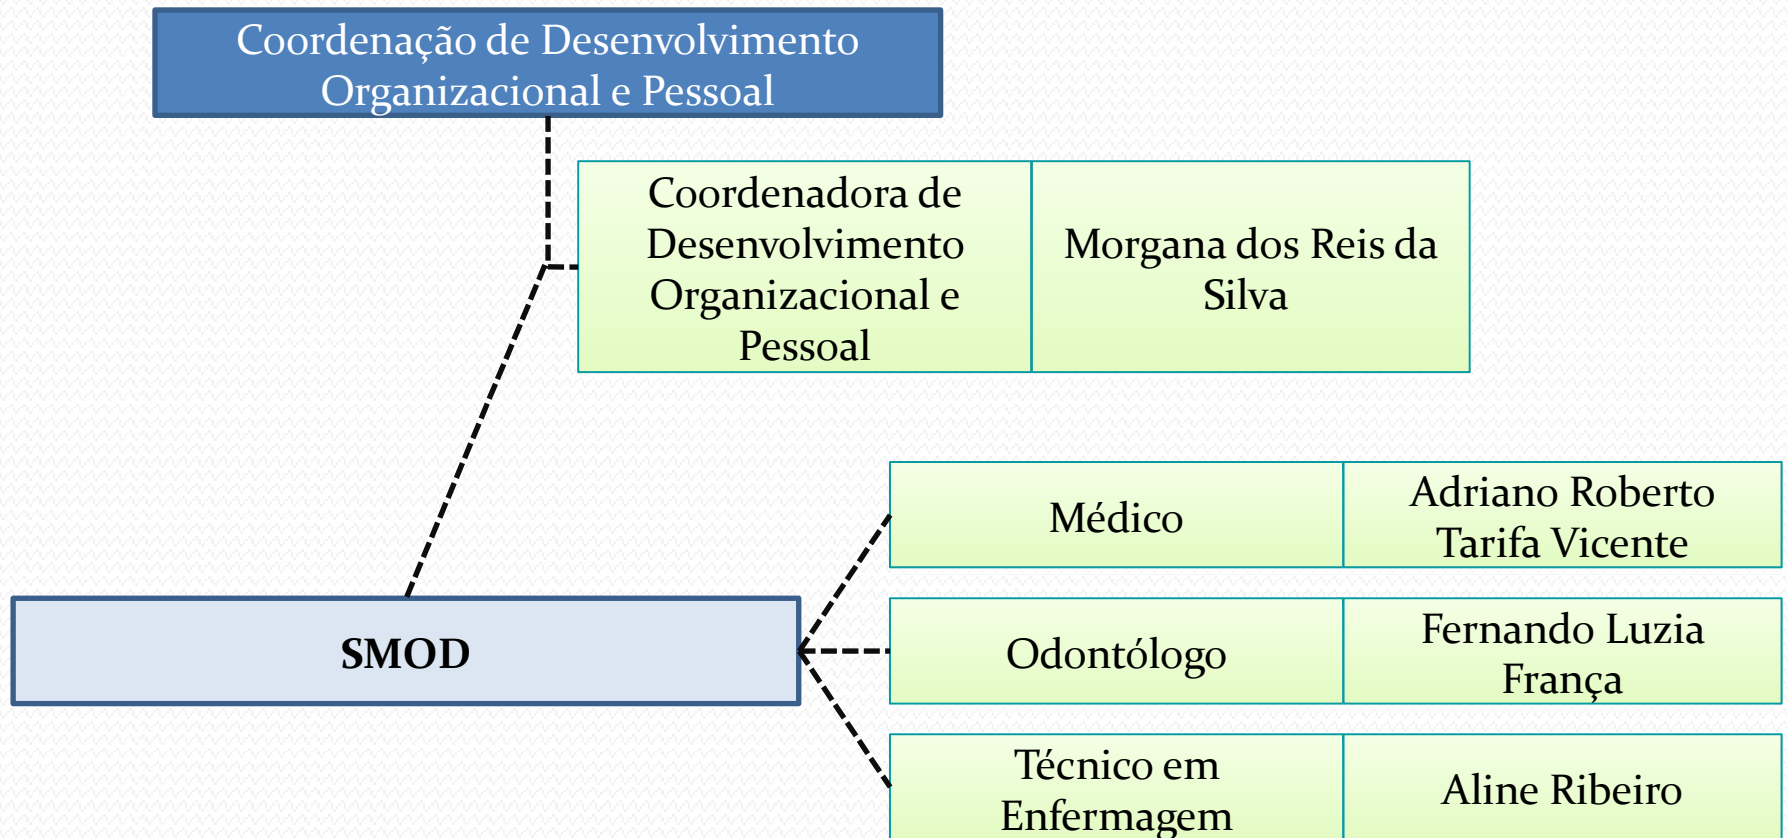 Coordenação de Desenvolvimento
Organizacional e Pessoal
Coordenadora de
Desenvolvimento
Organizacional e
Pessoal
Morgana dos Reis da
Silva
SMOD
Médico
Adriano Roberto
Tarifa Vicente
Odontólogo
Fernando Luzia
França
Técnico em
Enfermagem
Aline Ribeiro